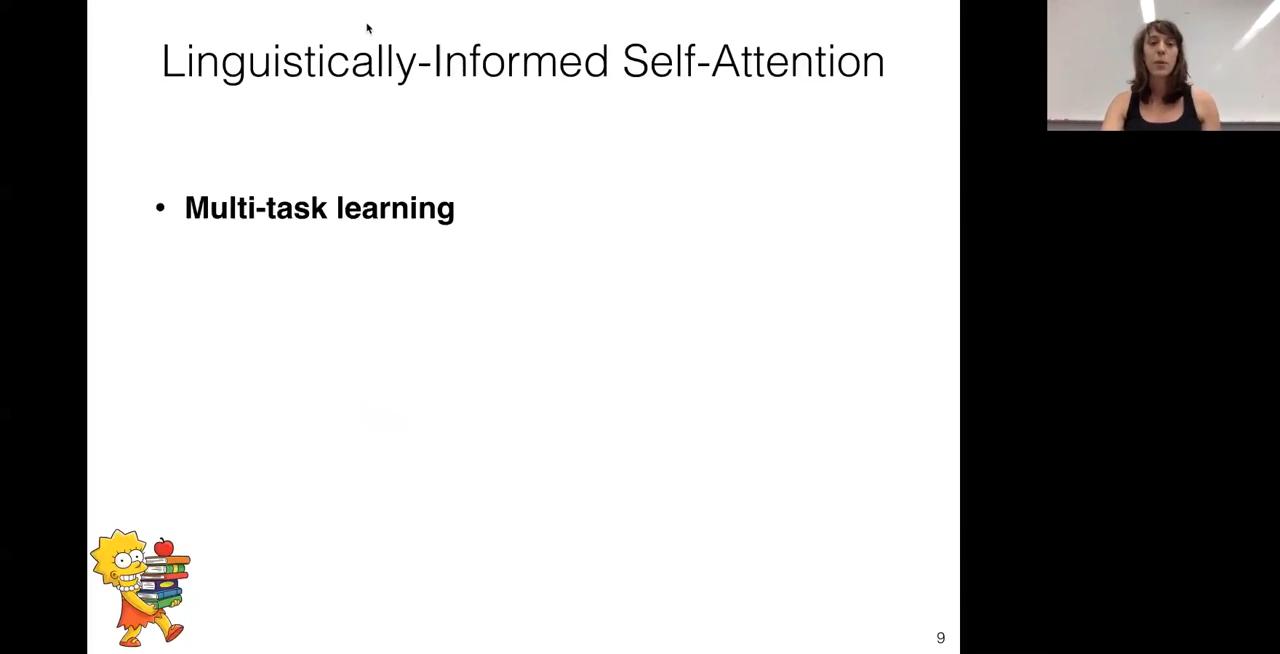 Linguistically-Informed Self-Attention
• Multi-task learning
9